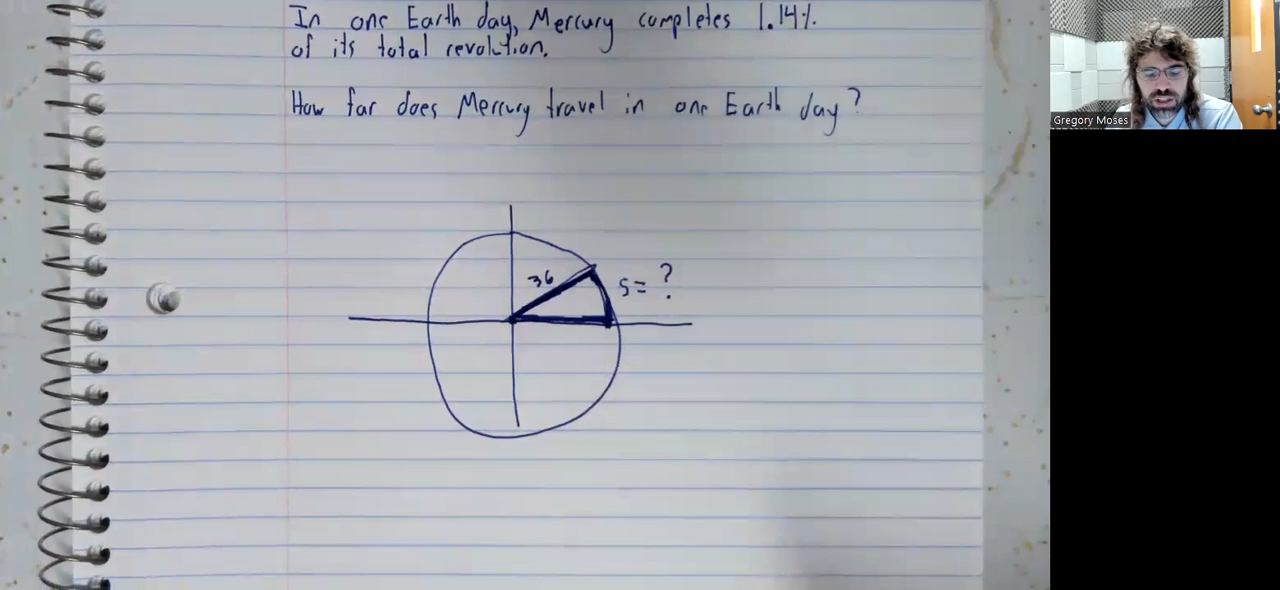 In one Earth day, Mercury completes 1.14%
of its total revolution.
How far does Mercury travel in one Earth day?
36
s= ?
Gregory Moses